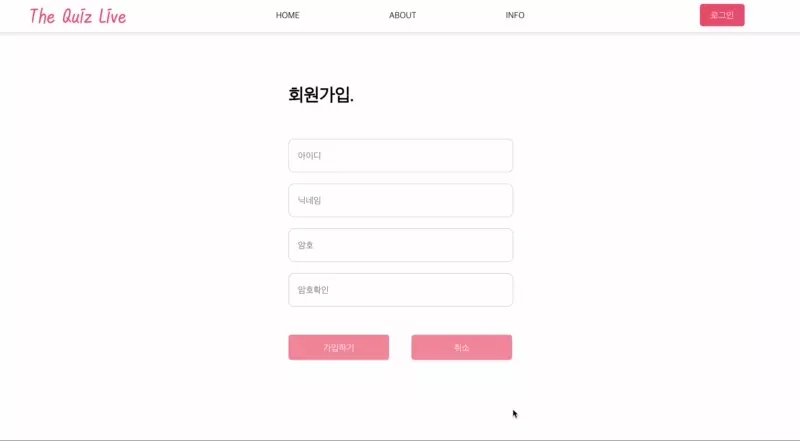 The Quiz Live
HOME
ABOUT
INFO
로그인
회원가입.
아이디
닉네임
암호
암호확인
가입하기
취소